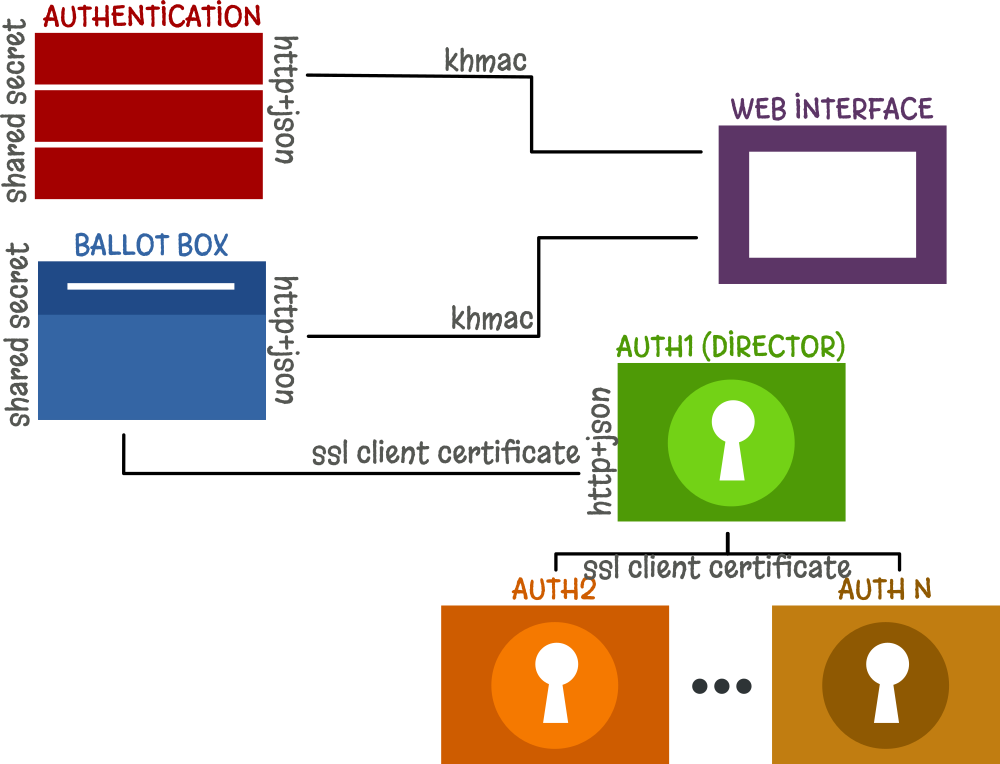 AUTHENTICATION
shared secret
http+json
khmac
WEB INTERFACE
BALLOT BOX
shared secret
http+json
khmac
AUTH1 (DIRECTOR)
ssl client certificate
http+json
ssl client certificate
AUTH2
AUTH N